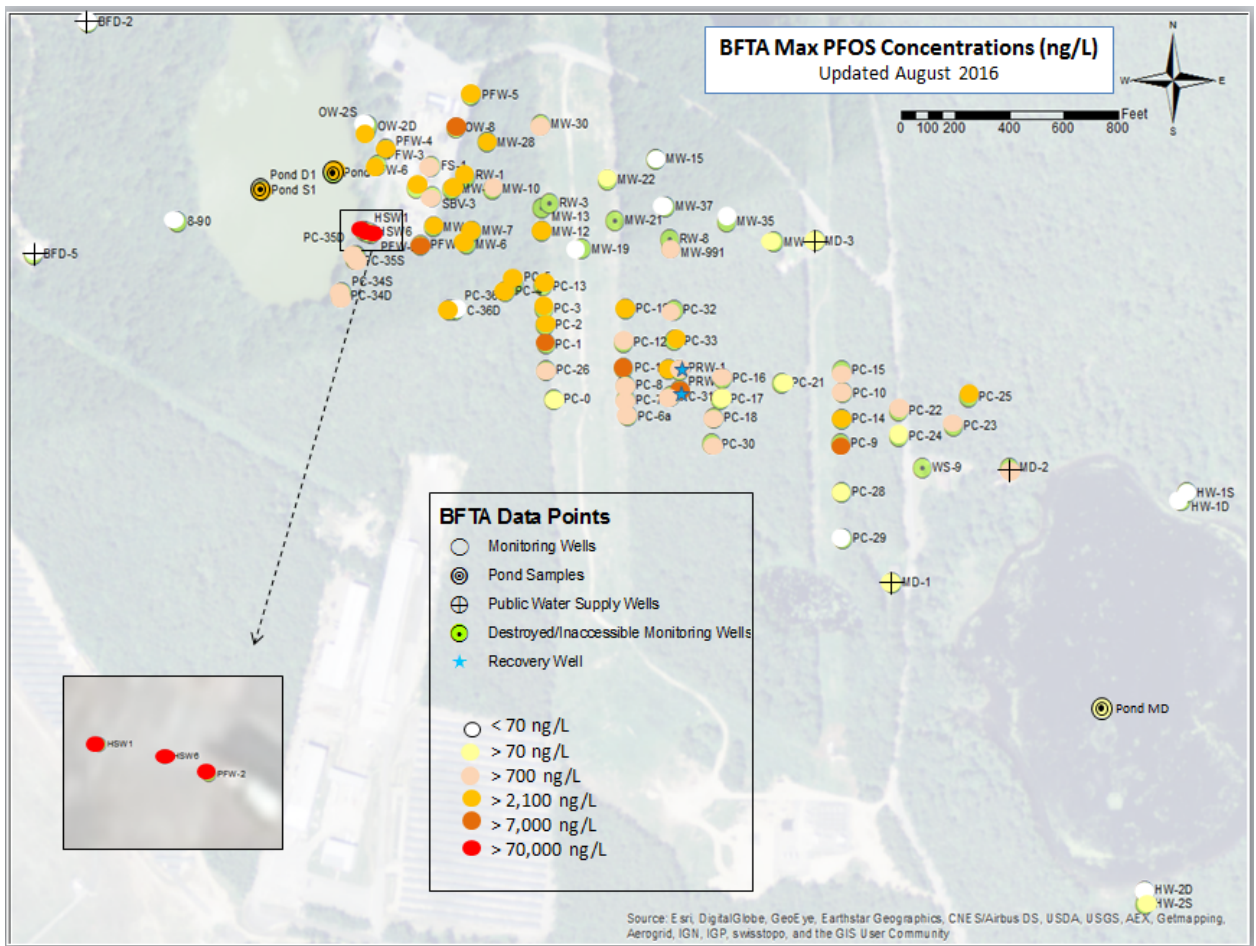 BFTA Max PFOS Concentrations (ng/L)
Updated August 2016
N
W
E
S
Feet
0 100 200 400 600 800
BFD-2
PFW-5
OW-2S
OW-2D
OW-8
MW-30
PFW-4
MW-28
FW-3
MW-15
FS-1
Pond D1
W-6
RW-1
MW-22
Pond S1
MW-10
SBV-3
RW-3
MW-37
8-90
HSW1
MW-13
MW-21
MW-35
HSW6
MW-7
MW-12
PC-35D
RW-8
MD-3
MW-6
MW-19
MW-991
BFD-5
PC-35S
PC-34S
PC-13
PC-34D
PC-36
C-36D
PC-3
PC-32
PC-2
PC-1
PC-12
PC-33
PC-26
PRW-1
PC-15
PC-16
PC-21
PC-8
PC-10
PC-25
PC-0
PC-17
PC-22
PC-6a
PC-18
PC-14
PC-23
PC-24
PC-30
PC-9
WS-9
MD-2
PC-28
HW-1S
HW-1D
PC-29
MD-1
BFTA Data Points
Monitoring Wells
Pond Samples
Public Water Supply Wells
Destroyed/Inaccessible Monitoring Wells
Recovery Well
< 70 ng/L
> 70 ng/L
> 700 ng/L
> 2,100 ng/L
> 7,000 ng/L
> 70,000 ng/L
HSW1
HSW6
PFW-2
Pond MD
HW-2D
HW-2S
Source: Esri, DigitalGlobe, GeoEye, Earthstar Geographics, CNES/Airbus DS, USDA, USGS, AEX, Getmapping,
Aerogrid, IGN, IGP, swisstopo, and the GIS User Community